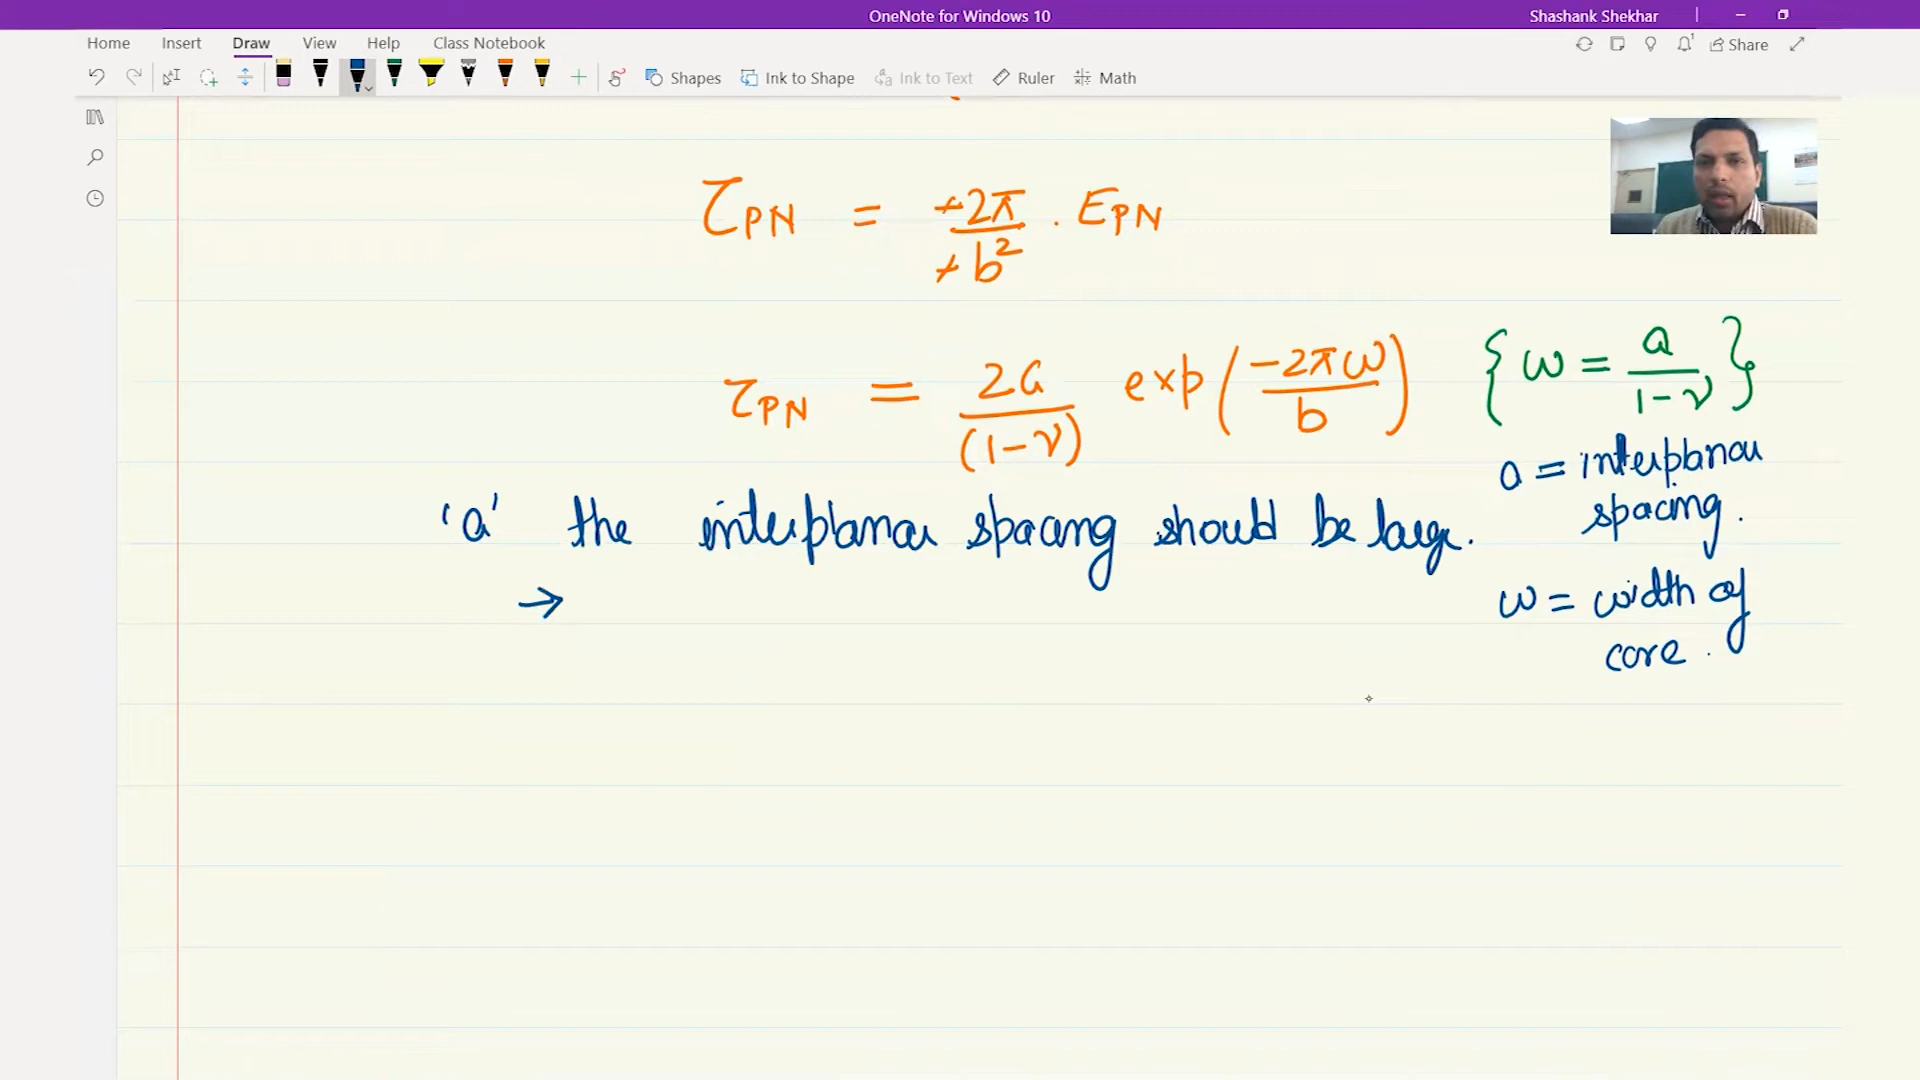 OneNote for Windows 10
Shashank Shekhar
Home Insert Draw View Help Class Notebook
Share
Shapes Ink to Shape Ink to Text Ruler Math
τPN = +2π/+b² · EPN
τPN = 2G/(1-ν) exp(-2πω/b) {ω = a/1-ν}
a = interplanar
spacing.
'a' the interplanar spacing should be large.
→
ω = width of
core.